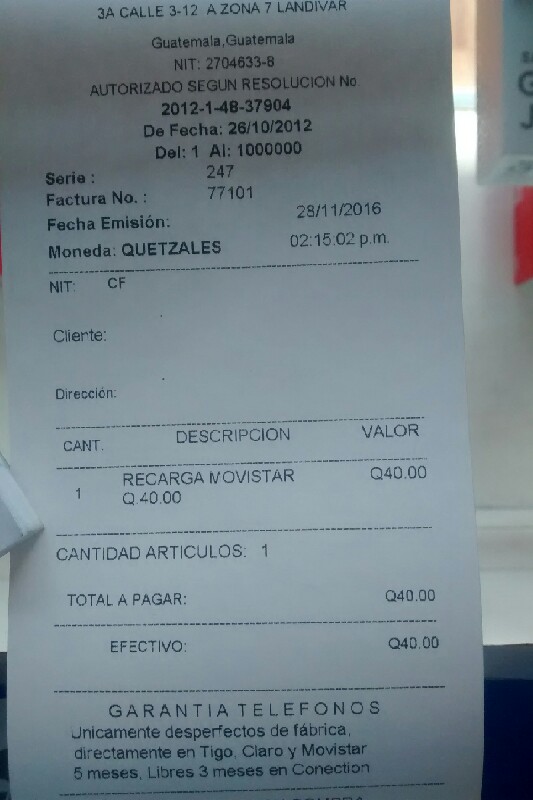 3A CALLE 3-12 A ZONA 7 LANDIVAR
Guatemala,Guatemala
NIT: 2704633-8
AUTORIZADO SEGUN RESOLUCION No.
2012-1-4B-37904
De Fecha: 26/10/2012
Del: 1 Al: 1000000
Serie : 247
Factura No. : 77101
Fecha Emisión: 28/11/2016
Moneda: QUETZALES 02:15:02 p.m.
NIT: CF
Cliente:
Dirección:
CANT. DESCRIPCION VALOR
1 RECARGA MOVISTAR Q40.00
Q.40.00
CANTIDAD ARTICULOS: 1
TOTAL A PAGAR: Q40.00
EFECTIVO: Q40.00
GARANTIA TELEFONOS
Unicamente desperfectos de fábrica,
directamente en Tigo, Claro y Movistar
5 meses, Libres 3 meses en Conection